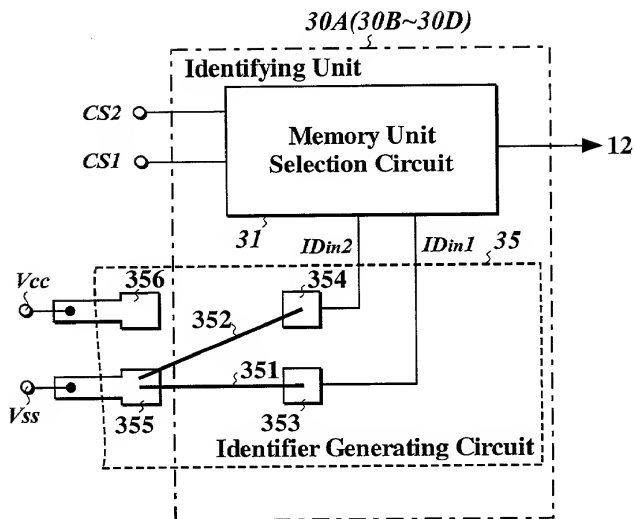 30A(30B~30D)
Identifying Unit
CS2
CS1
Memory Unit
Selection Circuit
12
31
IDin2
IDin1
35
Vcc
356
354
352
351
Vss
355
353
Identifier Generating Circuit